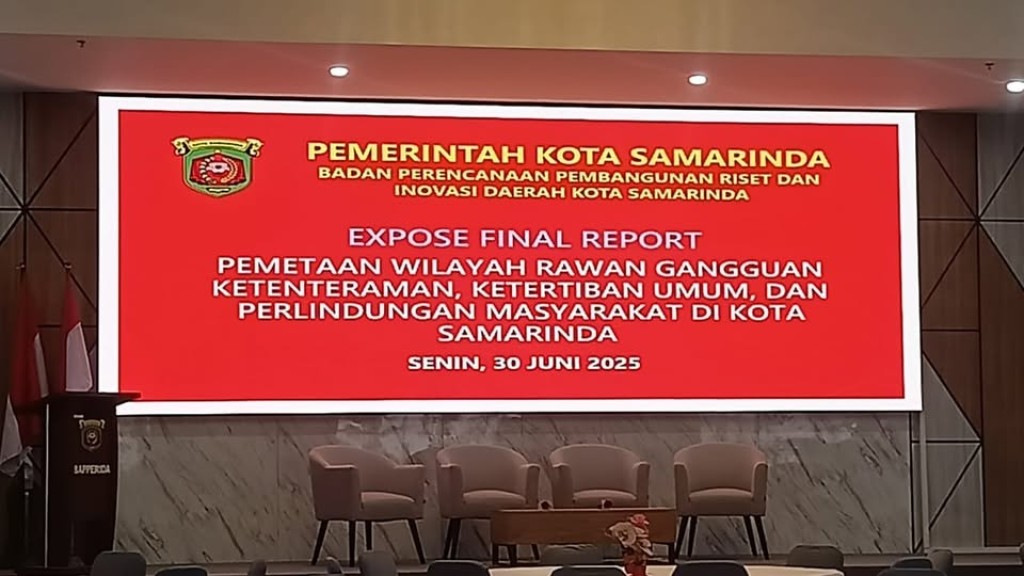 PEMERINTAH KOTA SAMARINDA
BADAN PERENCANAAN PEMBANGUNAN RISET DAN
INOVASI DAERAH KOTA SAMARINDA
EXPOSE FINAL REPORT
PEMETAAN WILAYAH RAWAN GANGGUAN
KETENTERAMAN, KETERTIBAN UMUM, DAN
PERLINDUNGAN MASYARAKAT DI KOTA
SAMARINDA
SENIN, 30 JUNI 2025
BAPPERIDA